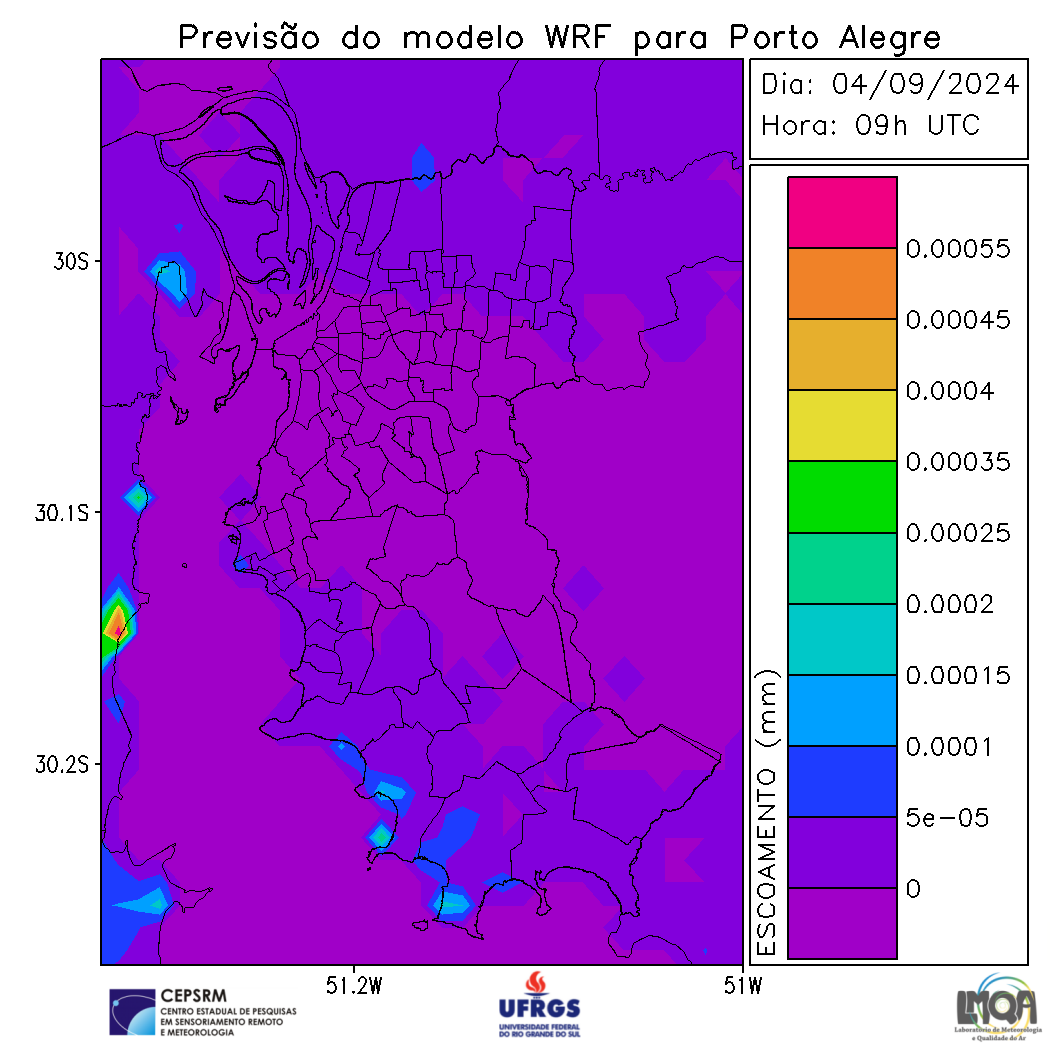 Previsão do modelo WRF para Porto Alegre
Dia: 04/09/2024
Hora: 09h UTC
30S
30.1S
30.2S
51.2W
51W
ESCOAMENTO (mm)
0.00055
0.00045
0.0004
0.00035
0.00025
0.0002
0.00015
0.0001
5e-05
0
CEPSRM
CENTRO ESTADUAL DE PESQUISAS
EM SENSORIAMENTO REMOTO
E METEOROLOGIA
UFRGS
UNIVERSIDADE FEDERAL
DO RIO GRANDE DO SUL
LMQA
Laboratório de Meteorologia
e Qualidade do Ar